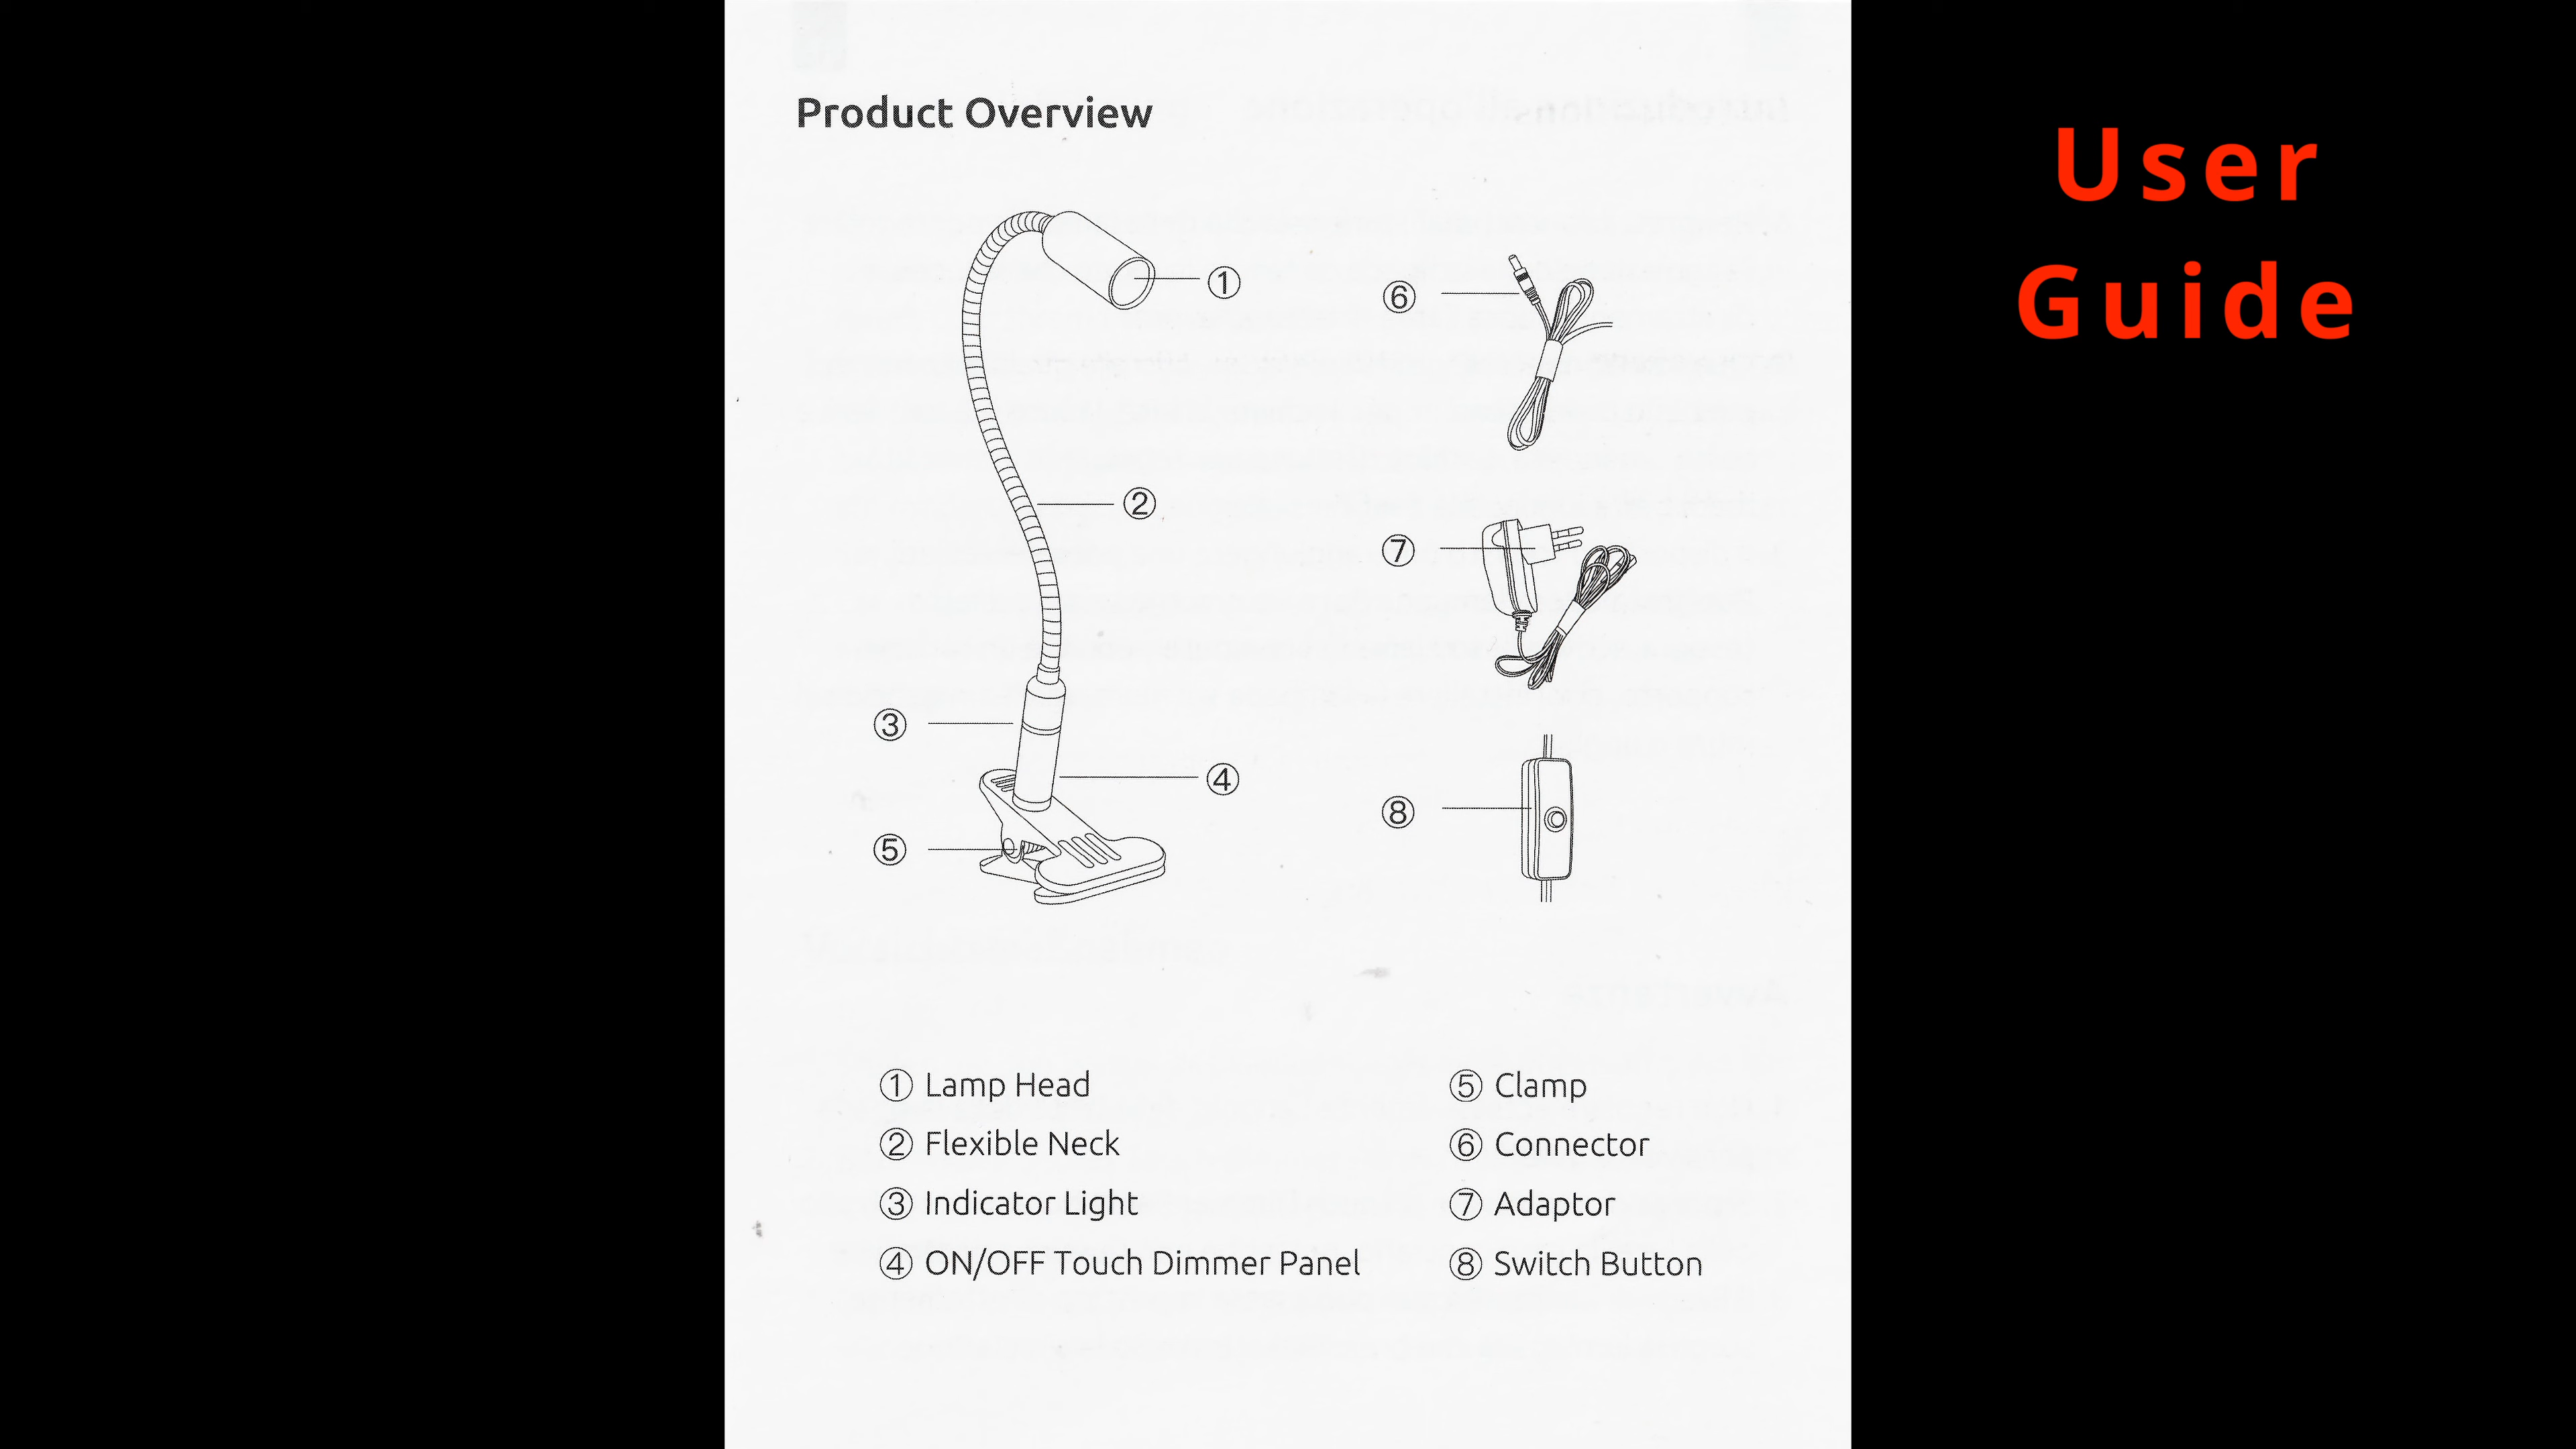 Product Overview
User
Guide
①
②
③
④
⑤
⑥
⑦
⑧
① Lamp Head
② Flexible Neck
③ Indicator Light
④ ON/OFF Touch Dimmer Panel
⑤ Clamp
⑥ Connector
⑦ Adaptor
⑧ Switch Button